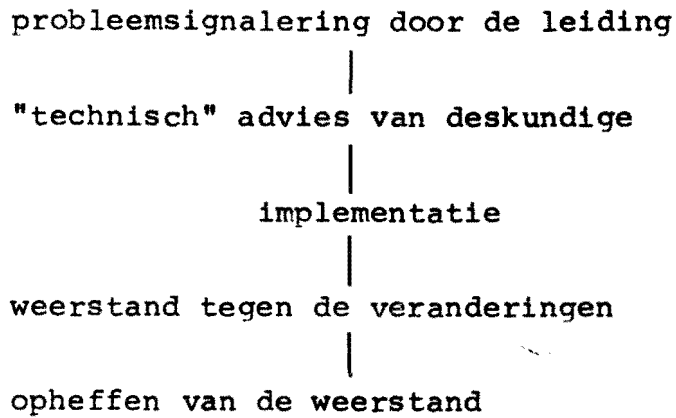 probleemsignalering door de leiding
"technisch" advies van deskundige
implementatie
weerstand tegen de veranderingen
opheffen van de weerstand